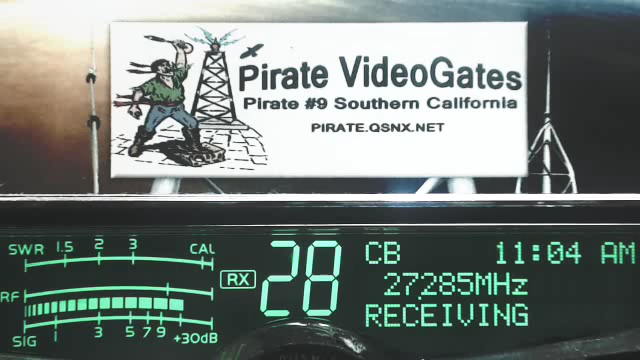 Pirate VideoGates
Pirate #9 Southern California
PIRATE.QSNX.NET
SWR 1.5 2 3 CAL
RF
SIG 1 3 5 7 9 +30dB
RX
28
CB 11:04 AM
27285MHz
RECEIVING